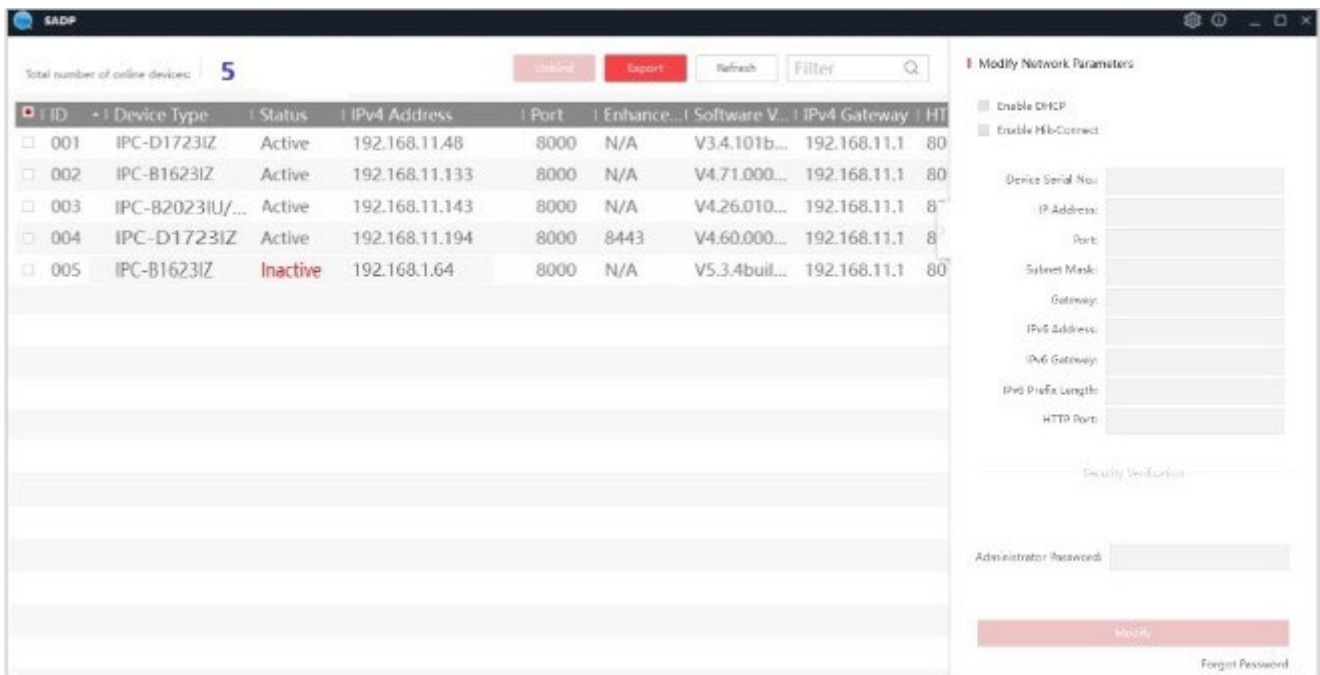 SADP
Total number of online devices: 5
Unbind
Export
Refresh
Filter
ID Device Type Status IPv4 Address Port Enhance... Software V... IPv4 Gateway HT
001 IPC-D1723IZ Active 192.168.11.48 8000 N/A V3.4.101b... 192.168.11.1 80
002 IPC-B1623IZ Active 192.168.11.133 8000 N/A V4.71.000... 192.168.11.1 80
003 IPC-B2023IU/... Active 192.168.11.143 8000 N/A V4.26.010... 192.168.11.1 8
004 IPC-D1723IZ Active 192.168.11.194 8000 8443 V4.60.000... 192.168.11.1 8
005 IPC-B1623IZ Inactive 192.168.1.64 8000 N/A V5.3.4buil... 192.168.11.1 80
Modify Network Parameters
Enable DHCP
Enable Hik-Connect
Device Serial No.:
IP Address:
Port:
Subnet Mask:
Gateway:
IPv6 Address:
IPv6 Gateway:
IPv6 Prefix Length:
HTTP Port:
Security Verification
Administrator Password:
Modify
Forgot Password